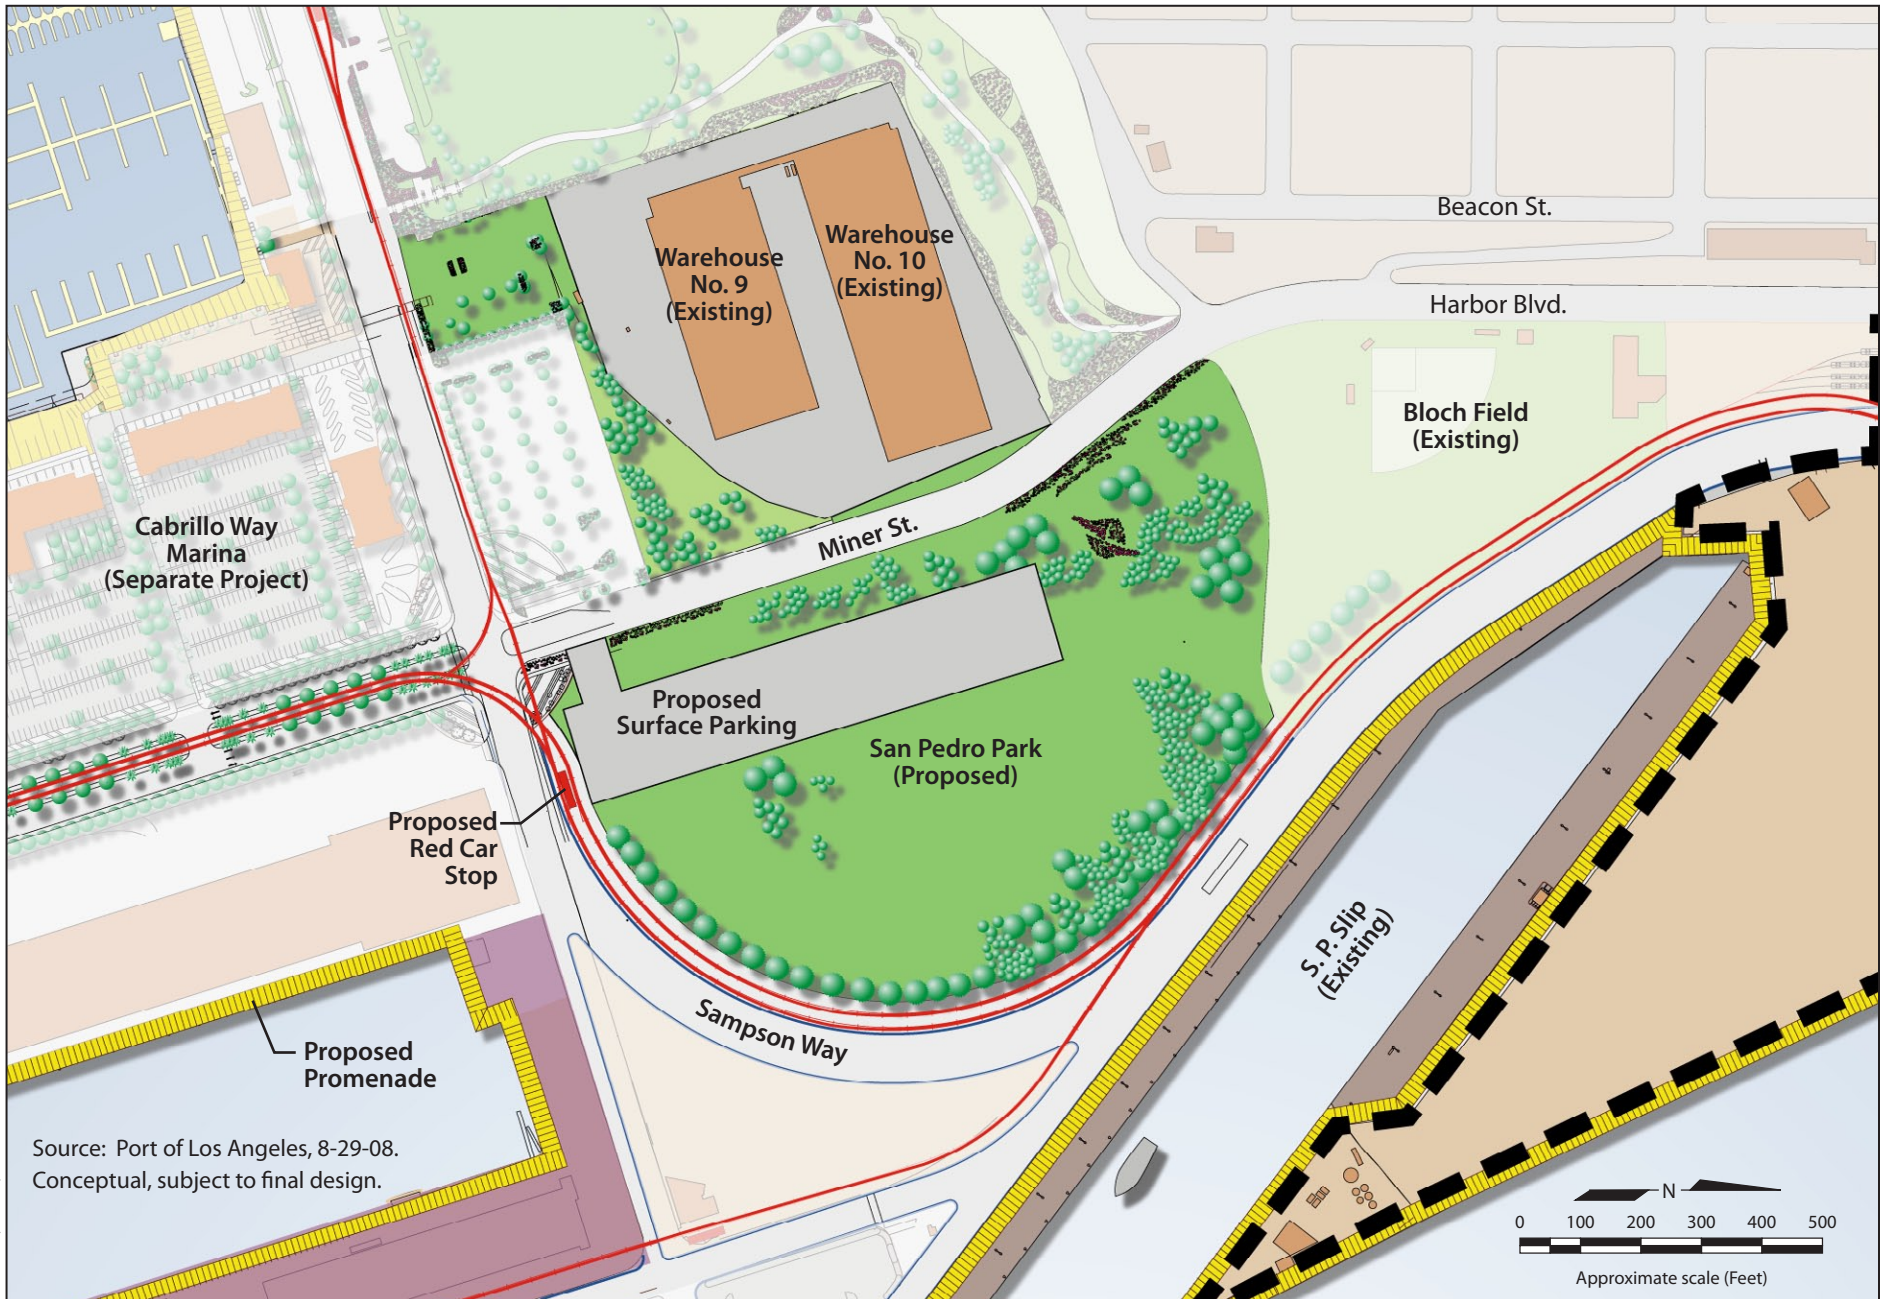 Beacon St.
Harbor Blvd.
Warehouse
No. 9
(Existing)
Warehouse
No. 10
(Existing)
Bloch Field
(Existing)
Cabrillo Way
Marina
(Separate Project)
Miner St.
Proposed
Surface Parking
San Pedro Park
(Proposed)
Proposed
Red Car
Stop
S. P. Slip
(Existing)
Sampson Way
Proposed
Promenade
Source: Port of Los Angeles, 8-29-08.
Conceptual, subject to final design.
N
0 100 200 300 400 500
Approximate scale (Feet)